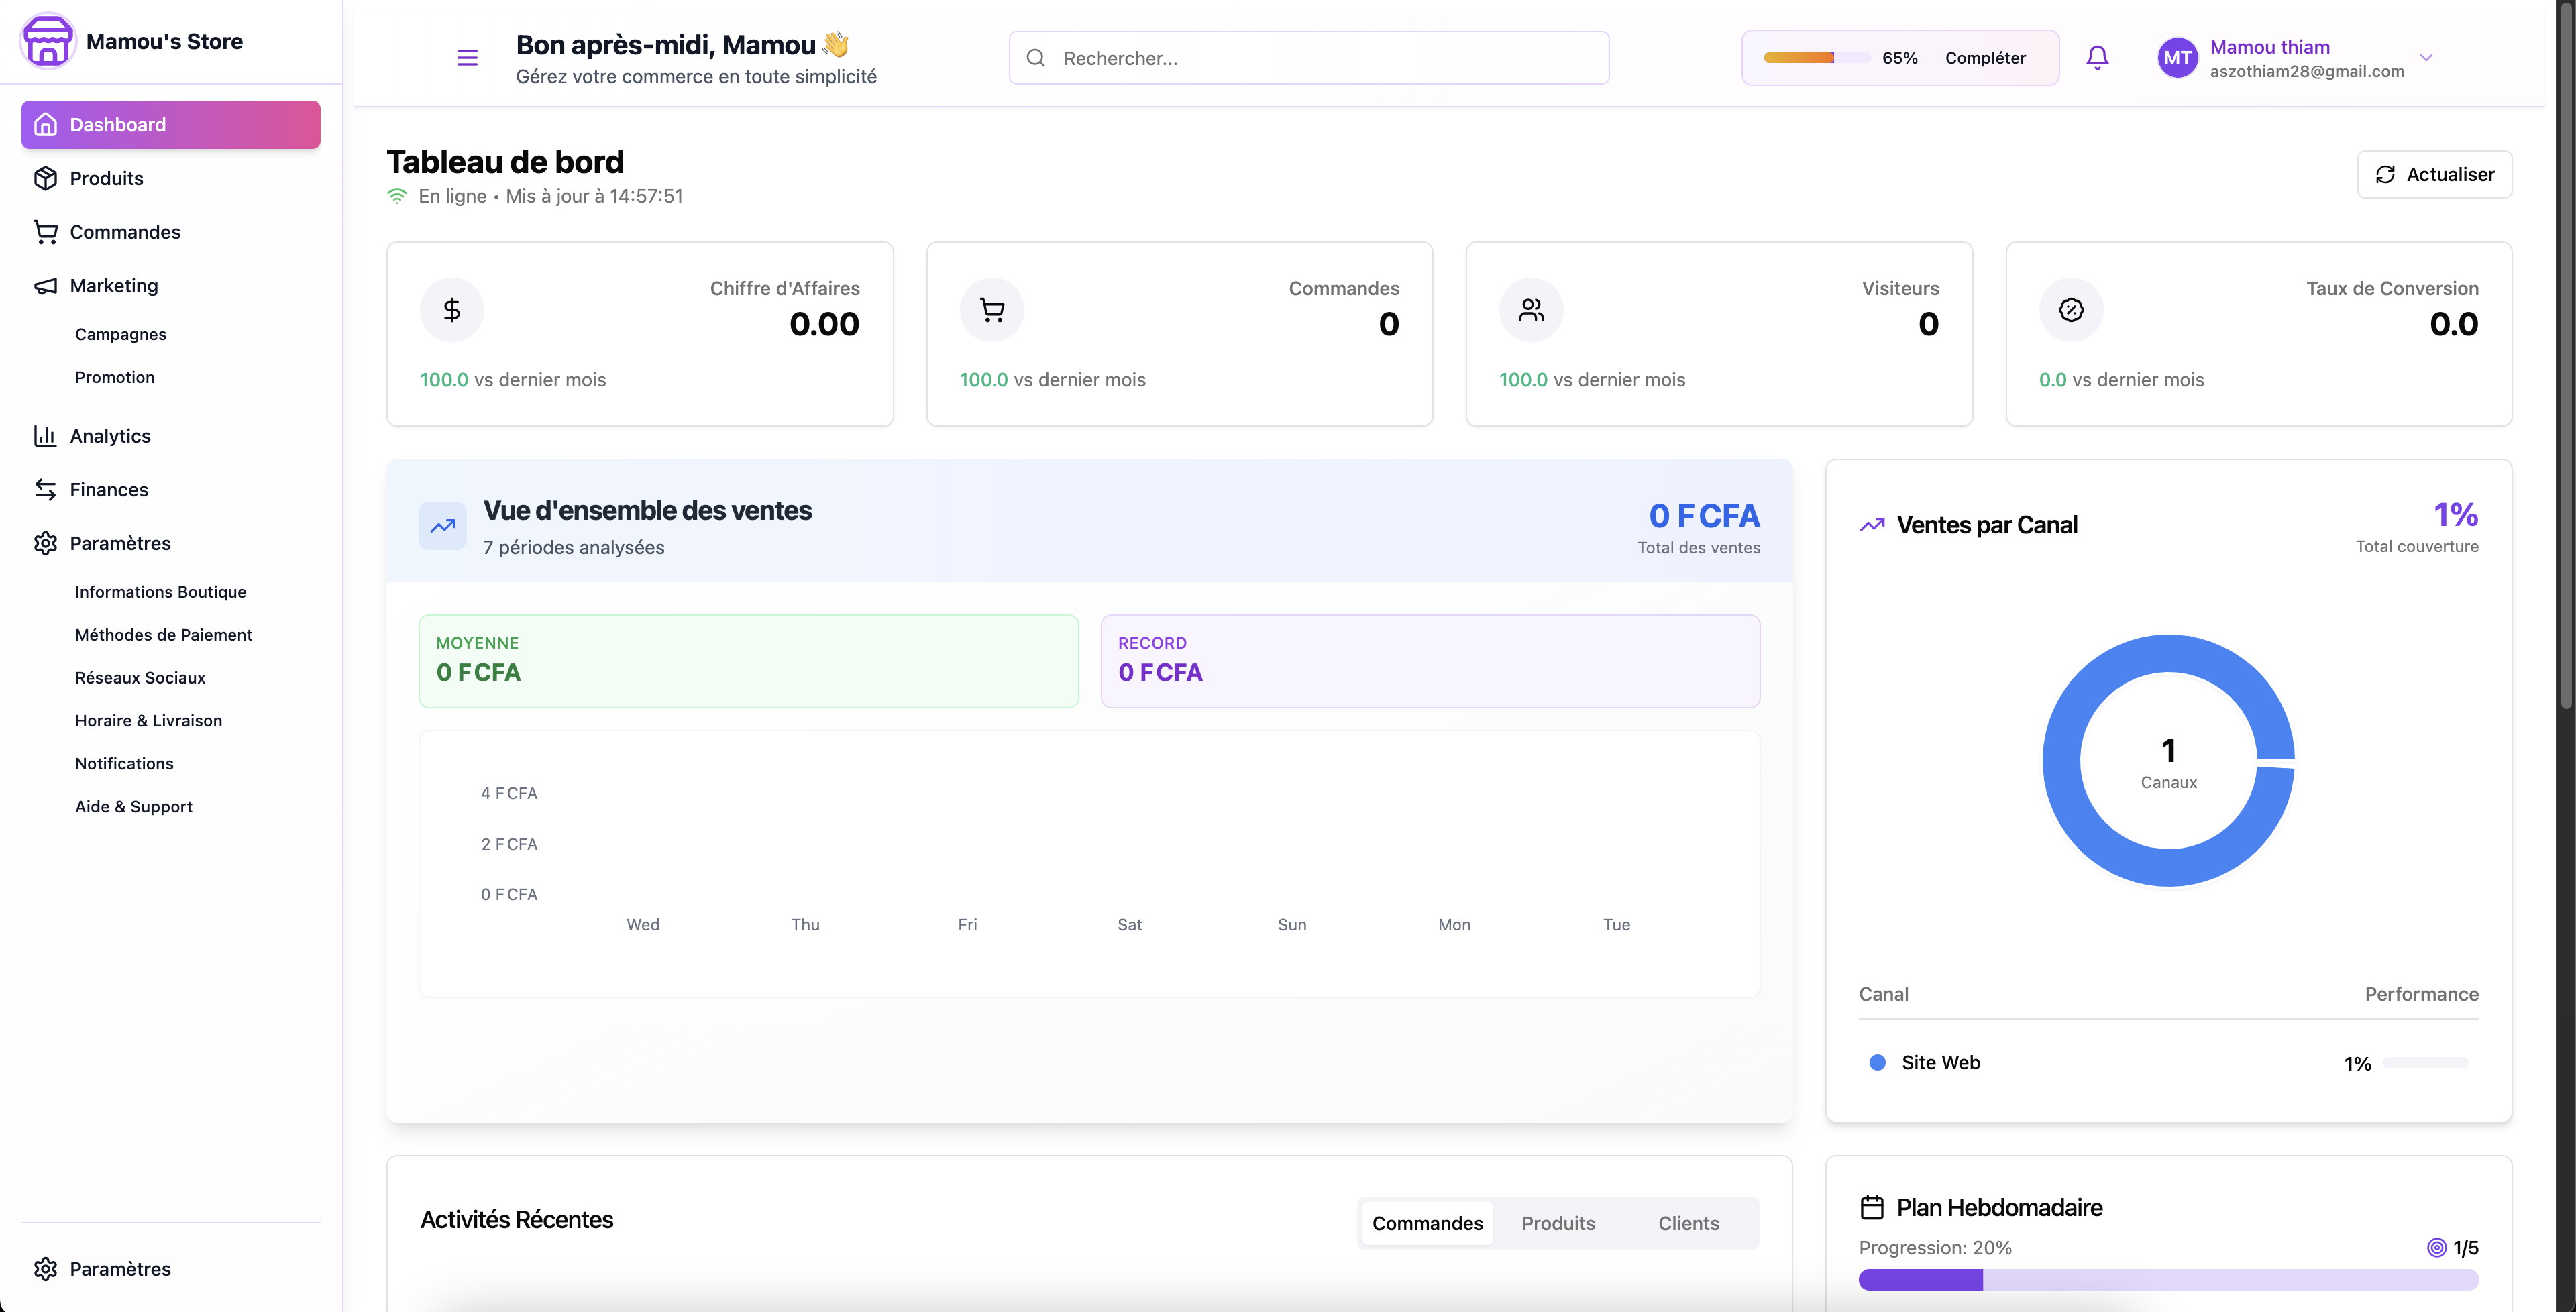 Mamou's Store
Dashboard
Produits
Commandes
Marketing
Campagnes
Promotion
Analytics
Finances
Paramètres
Informations Boutique
Méthodes de Paiement
Réseaux Sociaux
Horaire & Livraison
Notifications
Aide & Support
Paramètres
Bon après-midi, Mamou 👋
Gérez votre commerce en toute simplicité
Rechercher...
65% Compléter
MT
Mamou thiam
aszothiam28@gmail.com
Tableau de bord
En ligne • Mis à jour à 14:57:51
Actualiser
Chiffre d'Affaires
0.00
100.0 vs dernier mois
Commandes
0
100.0 vs dernier mois
Visiteurs
0
100.0 vs dernier mois
Taux de Conversion
0.0
0.0 vs dernier mois
Vue d'ensemble des ventes
7 périodes analysées
0 F CFA
Total des ventes
MOYENNE
0 F CFA
RECORD
0 F CFA
4 F CFA
2 F CFA
0 F CFA
Wed Thu Fri Sat Sun Mon Tue
Ventes par Canal
1%
Total couverture
1
Canaux
Canal Performance
Site Web 1%
Activités Récentes
Commandes Produits Clients
Plan Hebdomadaire
Progression: 20% 1/5